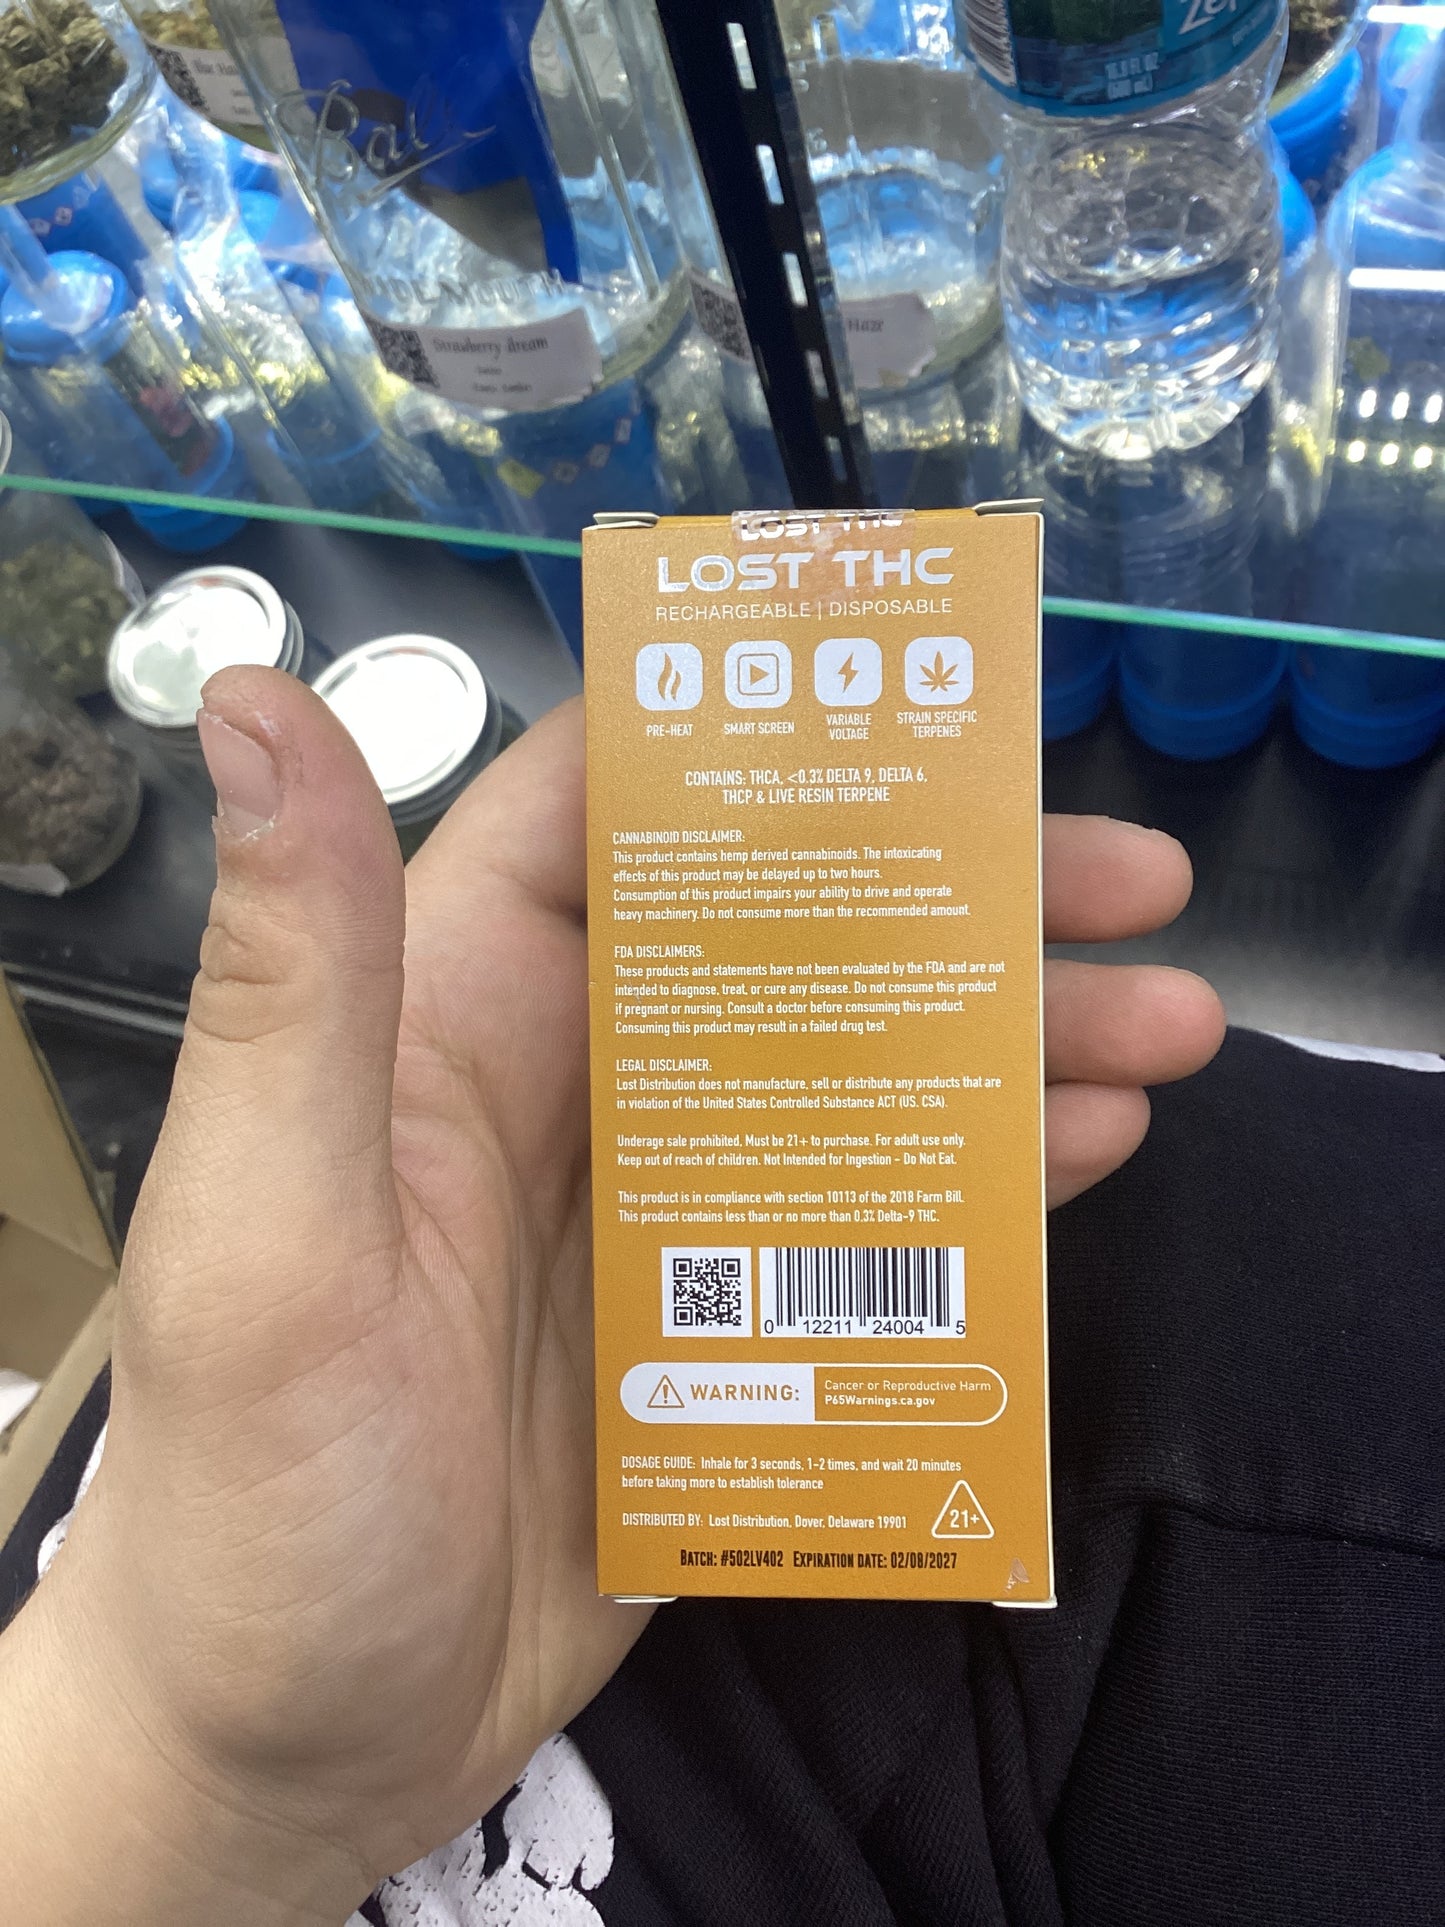 Ball
WIDE MOUTH
Strawberry dream
Haze
16.9 FL OZ
LOST THC
LOST THC
RECHARGEABLE | DISPOSABLE
PRE-HEAT
SMART SCREEN
VARIABLE
VOLTAGE
STRAIN SPECIFIC
TERPENES
CONTAINS: THCA, <0.3% DELTA 9, DELTA 6,
THCP & LIVE RESIN TERPENE
CANNABINOID DISCLAIMER:
This product contains hemp derived cannabinoids. The intoxicating
effects of this product may be delayed up to two hours.
Consumption of this product impairs your ability to drive and operate
heavy machinery. Do not consume more than the recommended amount.
FDA DISCLAIMERS:
These products and statements have not been evaluated by the FDA and are not
intended to diagnose, treat, or cure any disease. Do not consume this product
if pregnant or nursing. Consult a doctor before consuming this product.
Consuming this product may result in a failed drug test.
LEGAL DISCLAIMER:
Lost Distribution does not manufacture, sell or distribute any products that are
in violation of the United States Controlled Substance ACT (US. CSA).
Underage sale prohibited, Must be 21+ to purchase. For adult use only.
Keep out of reach of children. Not Intended for Ingestion - Do Not Eat.
This product is in compliance with section 10113 of the 2018 Farm Bill.
This product contains less than or no more than 0.3% Delta-9 THC.
0 12211 24004 5
WARNING:
Cancer or Reproductive Harm
P65Warnings.ca.gov
DOSAGE GUIDE: Inhale for 3 seconds, 1-2 times, and wait 20 minutes
before taking more to establish tolerance
21+
DISTRIBUTED BY: Lost Distribution, Dover, Delaware 19901
BATCH: #502LV402 EXPIRATION DATE: 02/08/2027